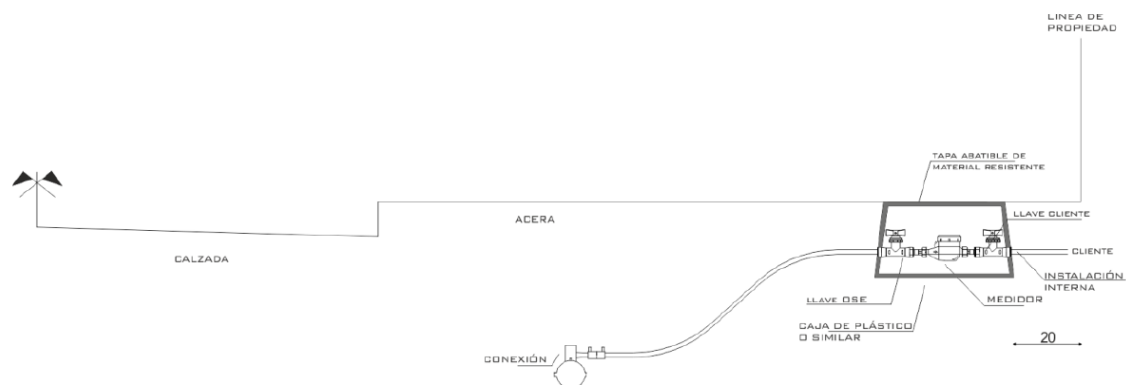 LINEA DE
PROPIEDAD
TAPA ABATIBLE DE
MATERIAL RESISTENTE
ACERA
LLAVE CLIENTE
CALZADA
CLIENTE
INSTALACIÓN
INTERNA
LLAVE OSE
MEDIDOR
CAJA DE PLÁSTICO
O SIMILAR
20
CONEXIÓN